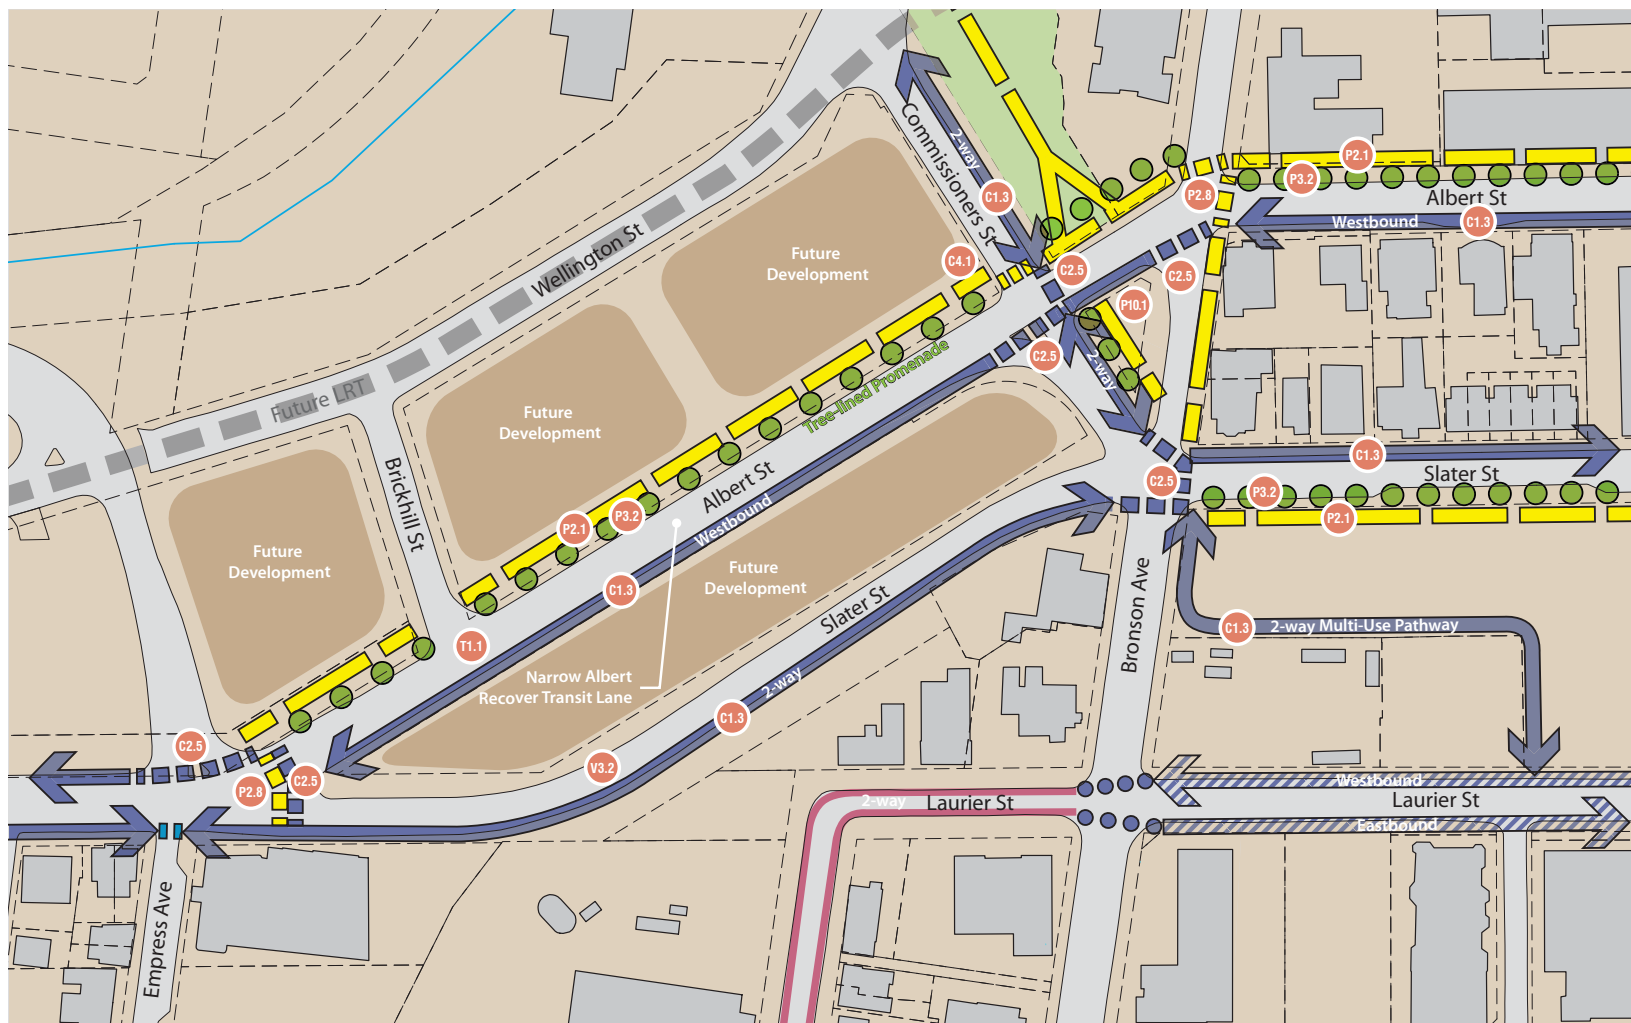 Commissioners St
2-way
C1.3
P2.1
P3.2
P2.8
Albert St
Westbound
C1.3
Wellington St
Future
Development
C4.1
C2.5
C2.5
P10.1
C2.5
2-way
Tree-lined Promenade
Future LRT
Future
Development
Brickhill St
Albert St
Westbound
P2.1
P3.2
C1.3
Slater St
C2.5
P3.2
P2.1
Future
Development
Future
Development
C1.3
Slater St
Bronson Ave
C1.3
2-way Multi-Use Pathway
T1.1
Narrow Albert
Recover Transit Lane
2-way
C1.3
C2.5
V3.2
C2.5
P2.8
2-way
Laurier St
Westbound
Laurier St
Eastbound
Empress Ave